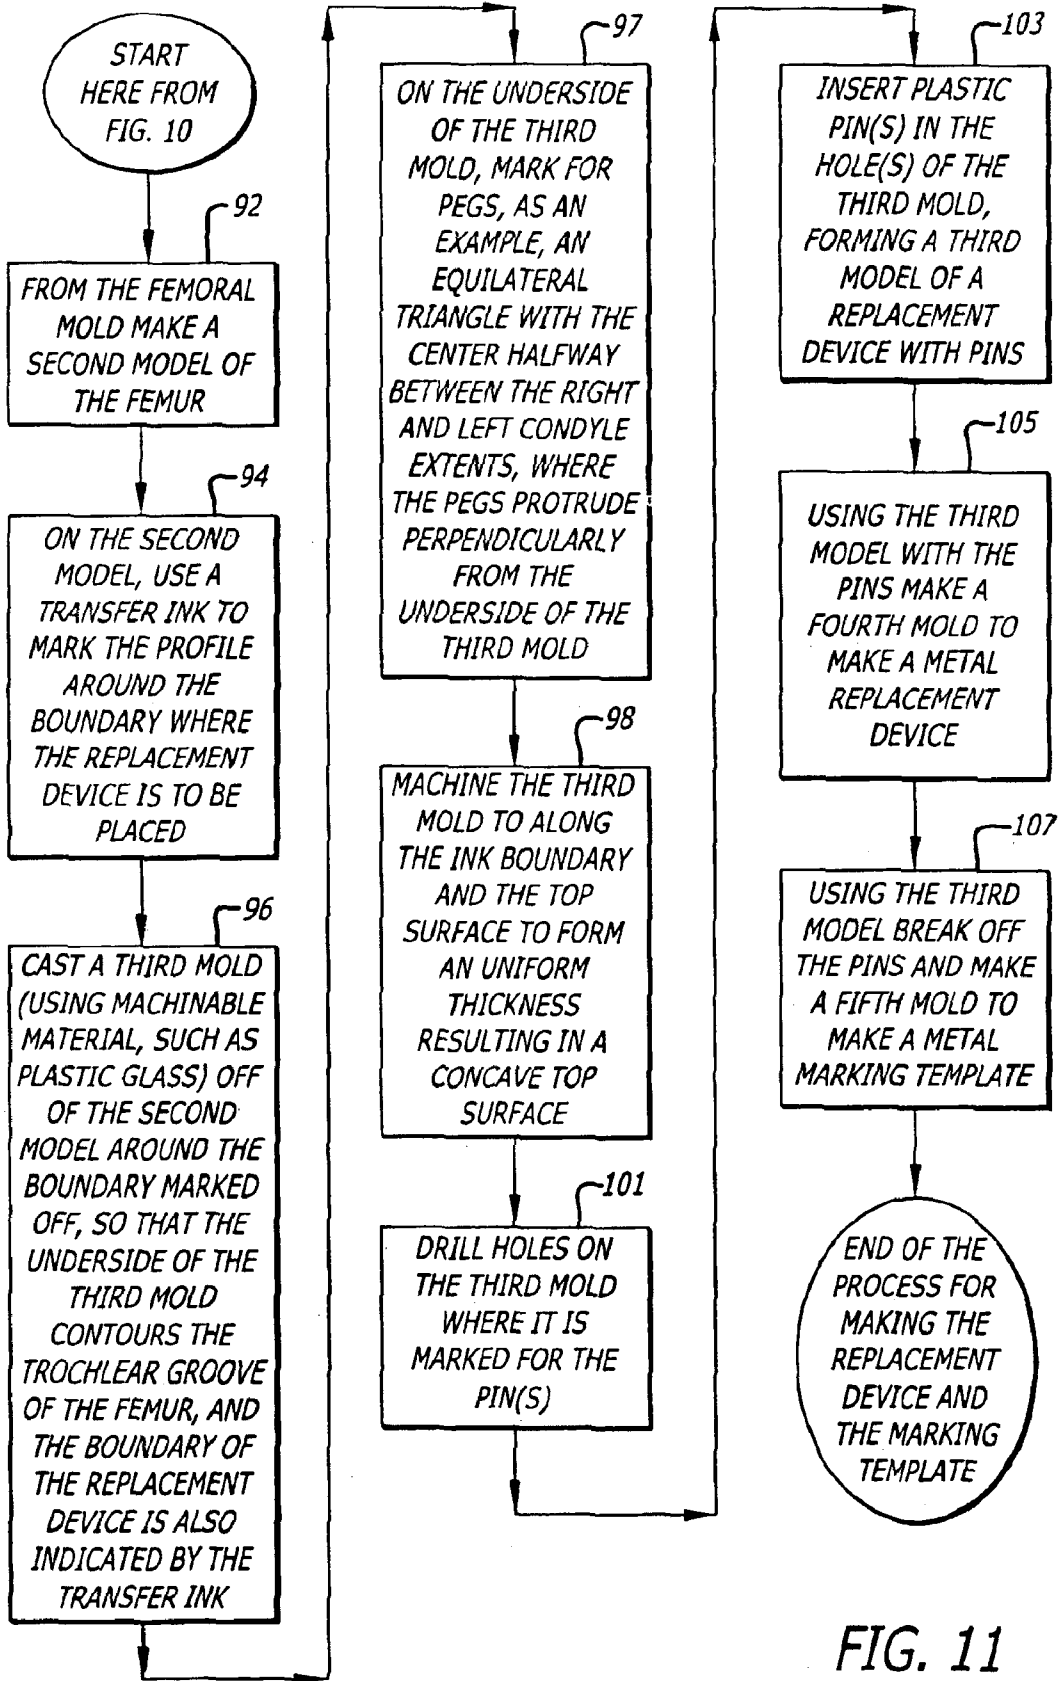 START
HERE FROM
FIG. 10
92
FROM THE FEMORAL
MOLD MAKE A
SECOND MODEL OF
THE FEMUR
94
ON THE SECOND
MODEL, USE A
TRANSFER INK TO
MARK THE PROFILE
AROUND THE
BOUNDARY WHERE
THE REPLACEMENT
DEVICE IS TO BE
PLACED
96
CAST A THIRD MOLD
(USING MACHINABLE
MATERIAL, SUCH AS
PLASTIC GLASS) OFF
OF THE SECOND
MODEL AROUND THE
BOUNDARY MARKED
OFF, SO THAT THE
UNDERSIDE OF THE
THIRD MOLD
CONTOURS THE
TROCHLEAR GROOVE
OF THE FEMUR, AND
THE BOUNDARY OF
THE REPLACEMENT
DEVICE IS ALSO
INDICATED BY THE
TRANSFER INK
97
ON THE UNDERSIDE
OF THE THIRD
MOLD, MARK FOR
PEGS, AS AN
EXAMPLE, AN
EQUILATERAL
TRIANGLE WITH THE
CENTER HALFWAY
BETWEEN THE RIGHT
AND LEFT CONDYLE
EXTENTS, WHERE
THE PEGS PROTRUDE
PERPENDICULARLY
FROM THE
UNDERSIDE OF THE
THIRD MOLD
98
MACHINE THE THIRD
MOLD TO ALONG
THE INK BOUNDARY
AND THE TOP
SURFACE TO FORM
AN UNIFORM
THICKNESS
RESULTING IN A
CONCAVE TOP
SURFACE
101
DRILL HOLES ON
THE THIRD MOLD
WHERE IT IS
MARKED FOR THE
PIN(S)
103
INSERT PLASTIC
PIN(S) IN THE
HOLE(S) OF THE
THIRD MOLD,
FORMING A THIRD
MODEL OF A
REPLACEMENT
DEVICE WITH PINS
105
USING THE THIRD
MODEL WITH THE
PINS MAKE A
FOURTH MOLD TO
MAKE A METAL
REPLACEMENT
DEVICE
107
USING THE THIRD
MODEL BREAK OFF
THE PINS AND MAKE
A FIFTH MOLD TO
MAKE A METAL
MARKING TEMPLATE
END OF THE
PROCESS FOR
MAKING THE
REPLACEMENT
DEVICE AND
THE MARKING
TEMPLATE
FIG. 11